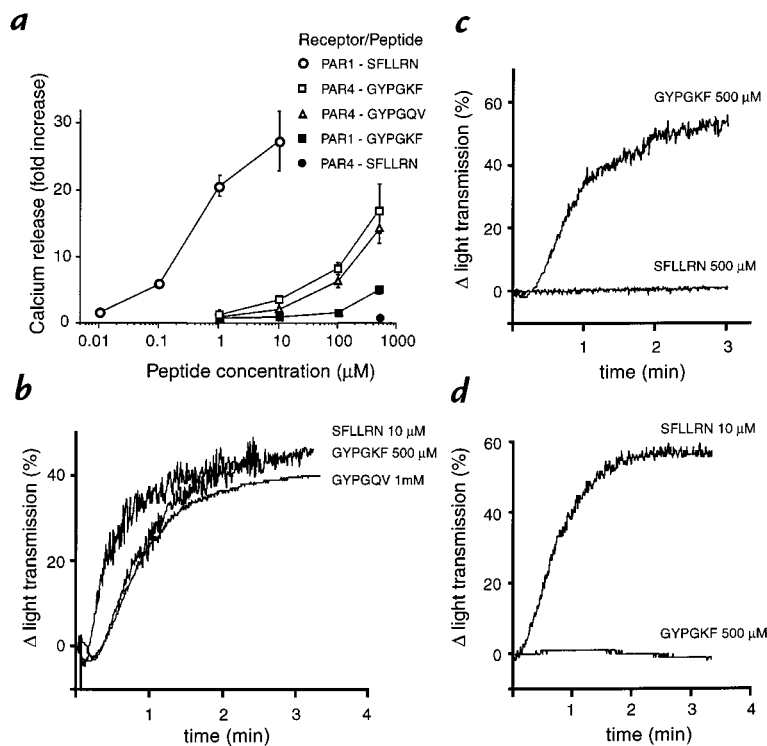 a
Receptor/Peptide
PAR1 - SFLLRN
PAR4 - GYPGKF
PAR4 - GYPGQV
PAR1 - GYPGKF
PAR4 - SFLLRN
Calcium release (fold increase)
30
20
10
0
0.01
0.1
1
10
100
1000
Peptide concentration (μM)
b
SFLLRN 10 μM
GYPGKF 500 μM
GYPGQV 1mM
Δ light transmission (%)
40
20
0
1
2
3
4
time (min)
c
GYPGKF 500 μM
SFLLRN 500 μM
Δ light transmission (%)
60
40
20
0
1
2
3
time (min)
d
SFLLRN 10 μM
GYPGKF 500 μM
Δ light transmission (%)
60
40
20
0
1
2
3
4
time (min)